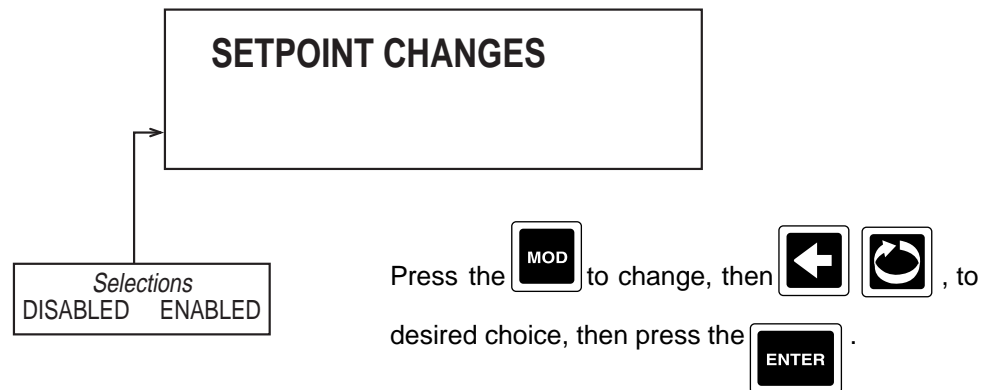 SETPOINT CHANGES
Selections
DISABLED ENABLED
Press the MOD to change, then , to
desired choice, then press the ENTER .